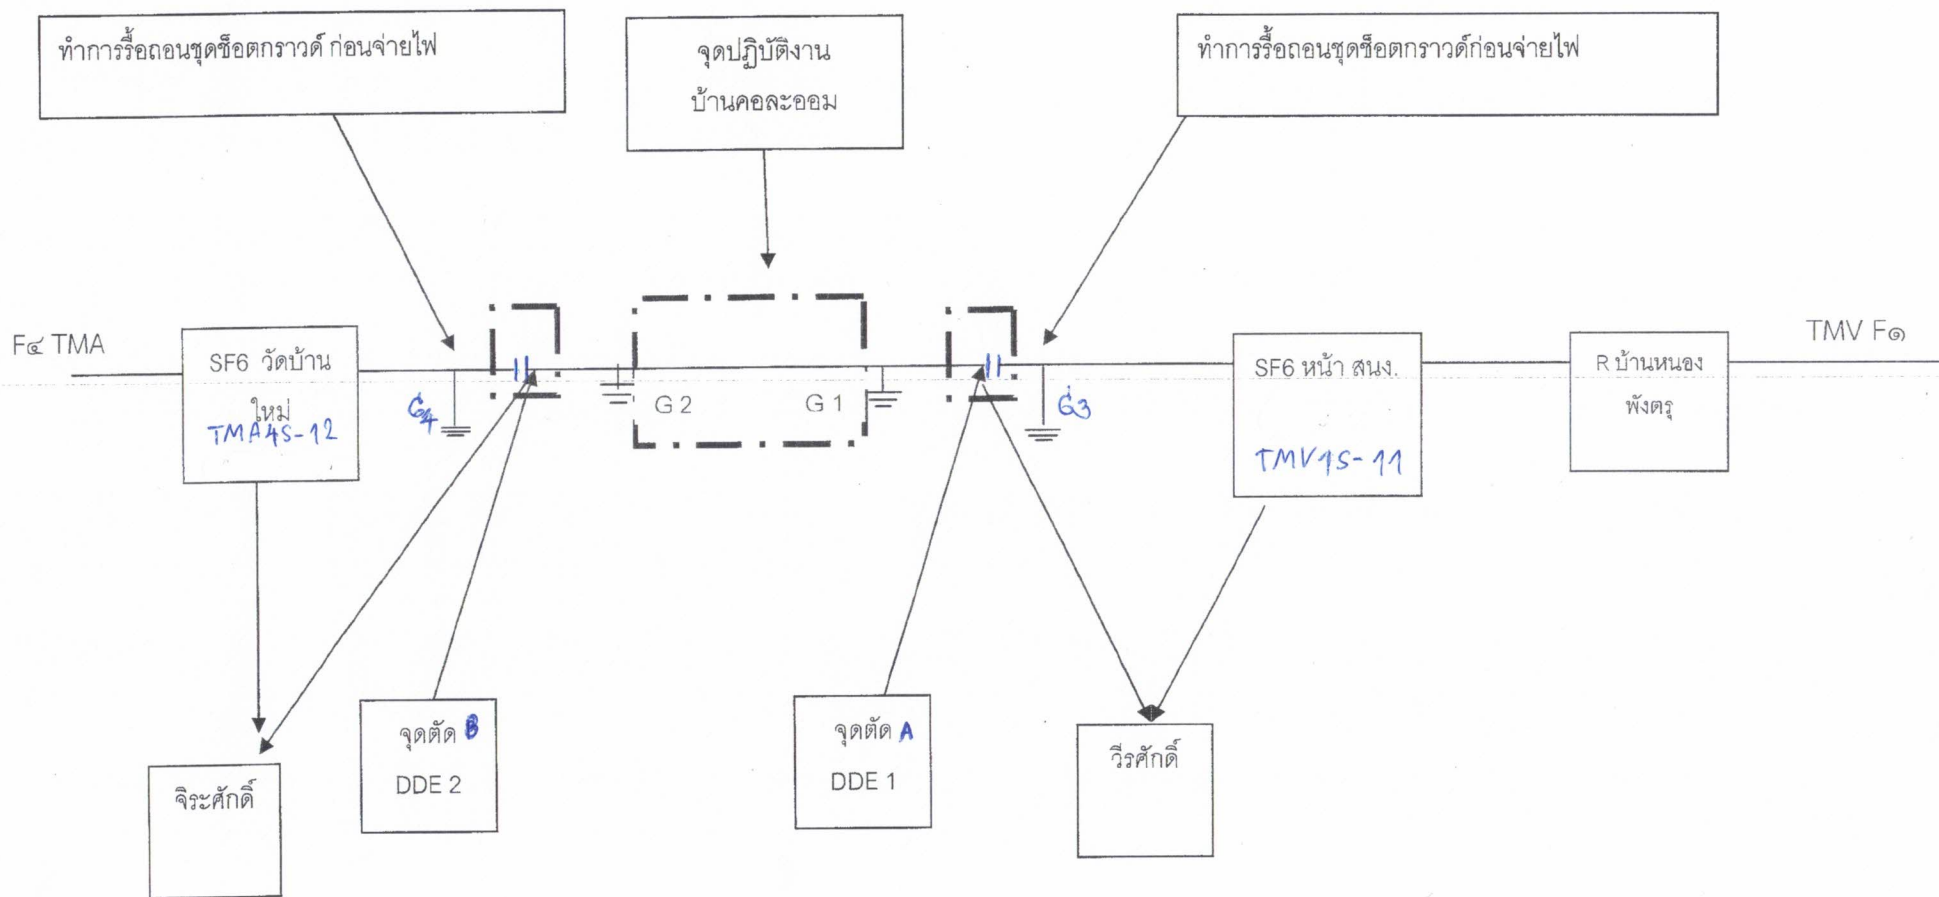 ทำการรื้อถอนชุดช็อตกราวด์ ก่อนจ่ายไฟ
จุดปฏิบัติงาน
บ้านคอละออม
ทำการรื้อถอนชุดช็อตกราวด์ก่อนจ่ายไฟ
F๔ TMA
SF6 วัดบ้าน
ใหม่
TMA4S-12
G4
G 2
G 1
G3
SF6 หน้า สนง.
TMV1S-11
R บ้านหนอง
พังตรุ
TMV F๑
จิระศักดิ์
จุดตัด B
DDE 2
จุดตัด A
DDE 1
วีรศักดิ์